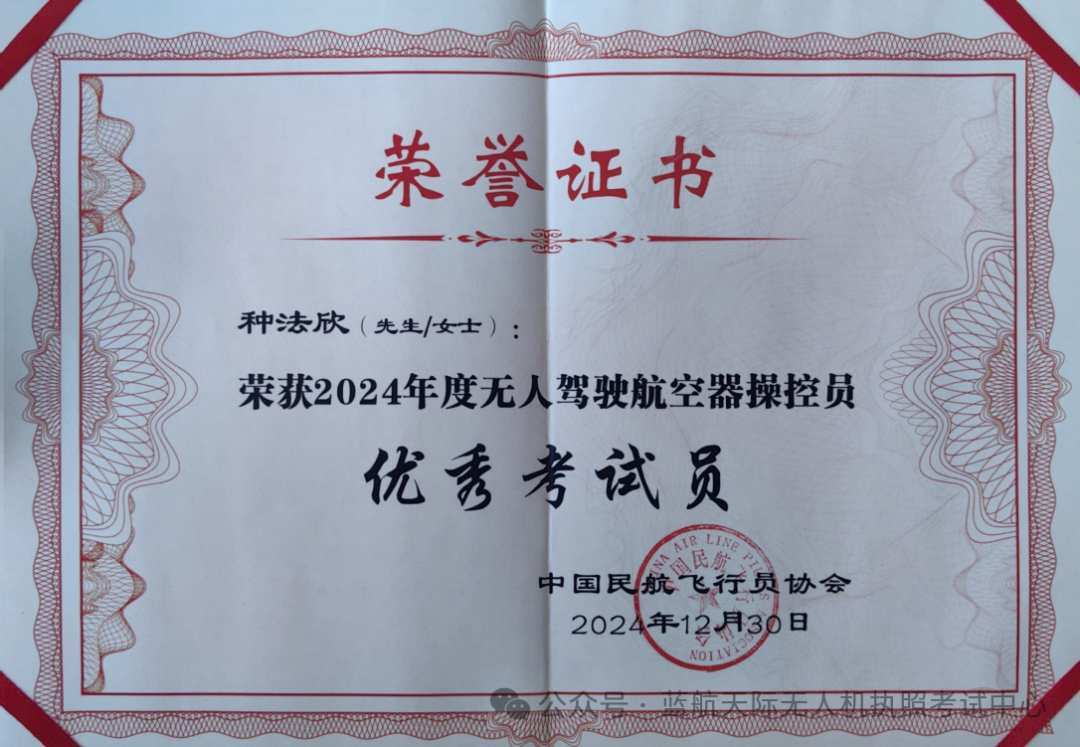 荣誉证书
种法欣（先生/女士）：
荣获2024年度无人驾驶航空器操控员
优秀考试员
中国民航飞行员协会
2024年12月30日
公众号·蓝航天际无人机执照考试中心